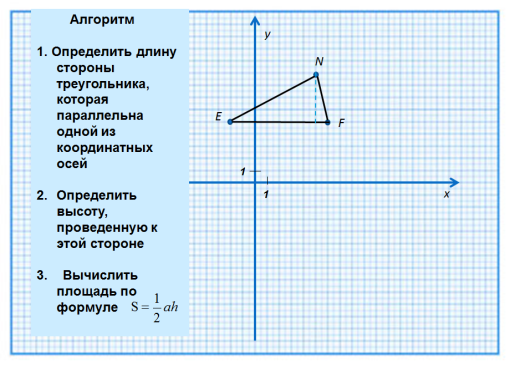 Алгоритм
1. Определить длину
стороны
треугольника,
которая
параллельна
одной из
координатных
осей
2. Определить
высоту,
проведенную к
этой стороне
3. Вычислить
площадь по
формуле S = 1/2 ah
y
N
E
F
1
1
x